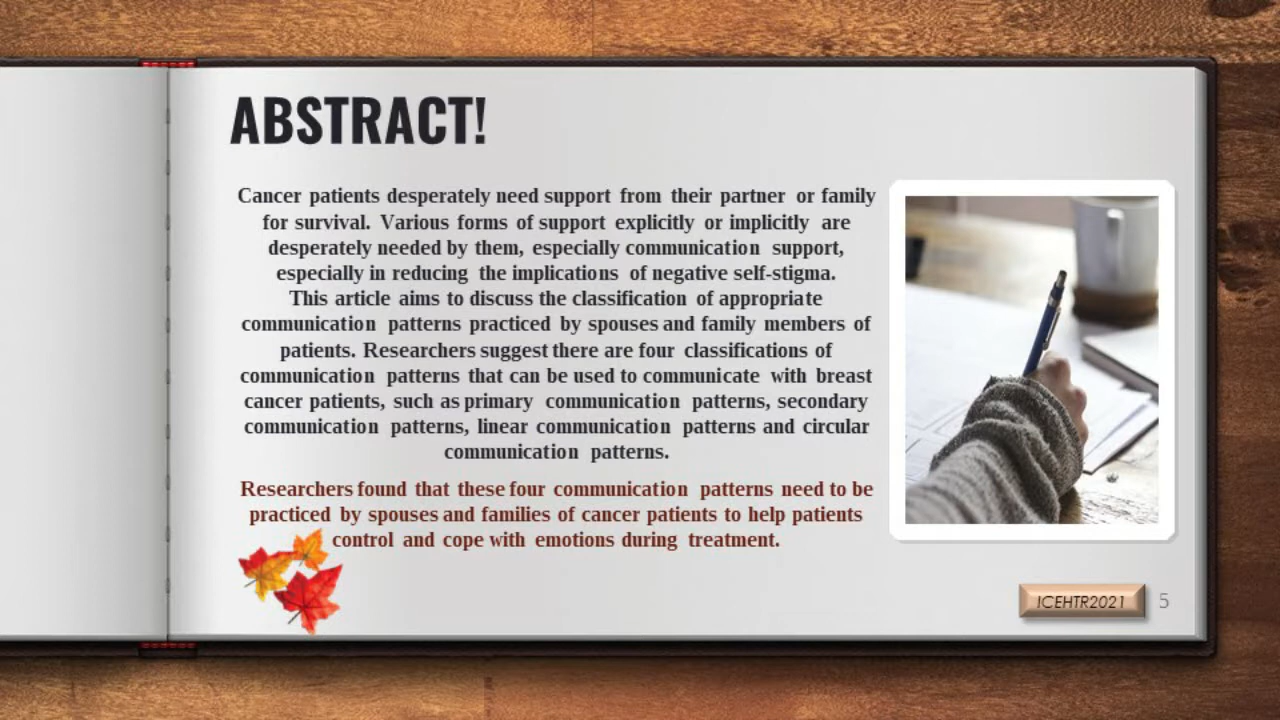 ABSTRACT!
Cancer patients desperately need support from their partner or family
for survival. Various forms of support explicitly or implicitly are
desperately needed by them, especially communication support,
especially in reducing the implications of negative self-stigma.
This article aims to discuss the classification of appropriate
communication patterns practiced by spouses and family members of
patients. Researchers suggest there are four classifications of
communication patterns that can be used to communicate with breast
cancer patients, such as primary communication patterns, secondary
communication patterns, linear communication patterns and circular
communication patterns.
Researchers found that these four communication patterns need to be
practiced by spouses and families of cancer patients to help patients
control and cope with emotions during treatment.
ICEHTR2021
5